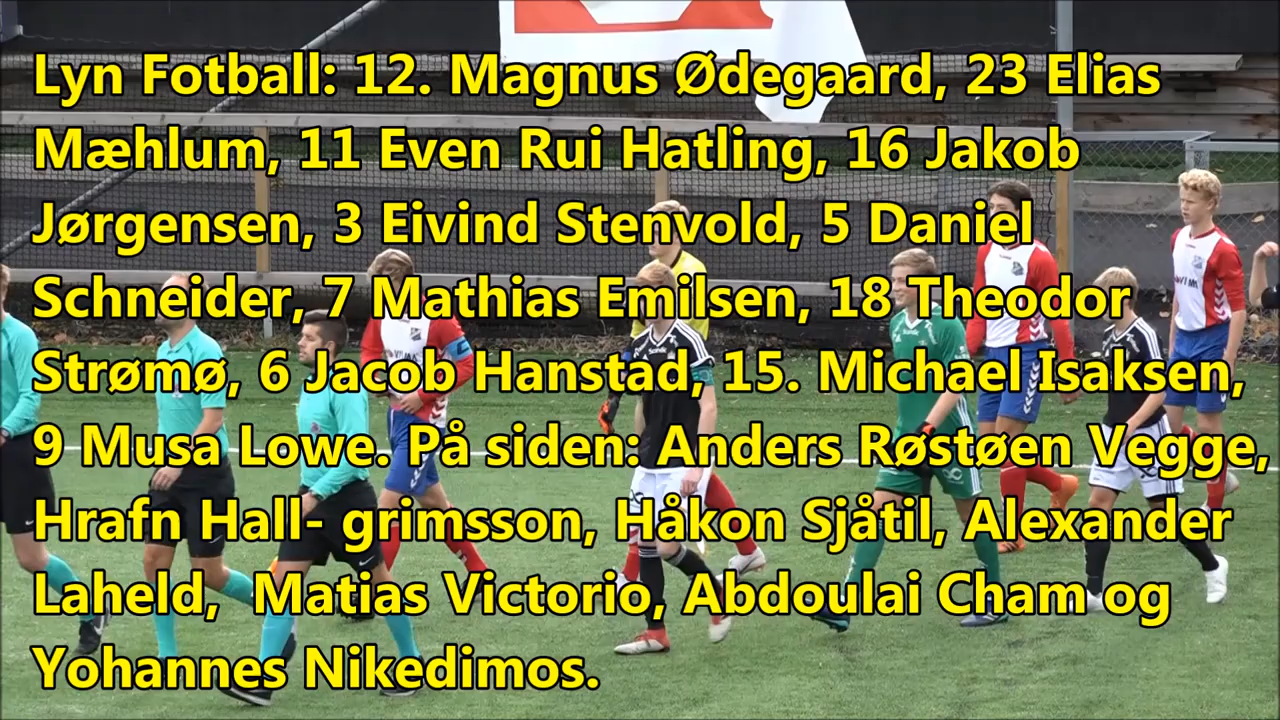 Lyn Fotball: 12. Magnus Ødegaard, 23 Elias
Mæhlum, 11 Even Rui Hatling, 16 Jakob
Jørgensen, 3 Eivind Stenvold, 5 Daniel
Schneider, 7 Mathias Emilsen, 18 Theodor
Strømø, 6 Jacob Hanstad, 15. Michael Isaksen,
9 Musa Lowe. På siden: Anders Røstøen Vegge,
Hrafn Hall- grimsson, Håkon Sjåtil, Alexander
Laheld,  Matias Victorio, Abdoulai Cham og
Yohannes Nikedimos.